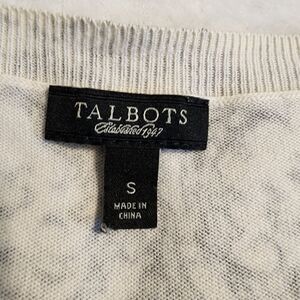 TALBOTS
Established 1947
S
MADE IN
CHINA